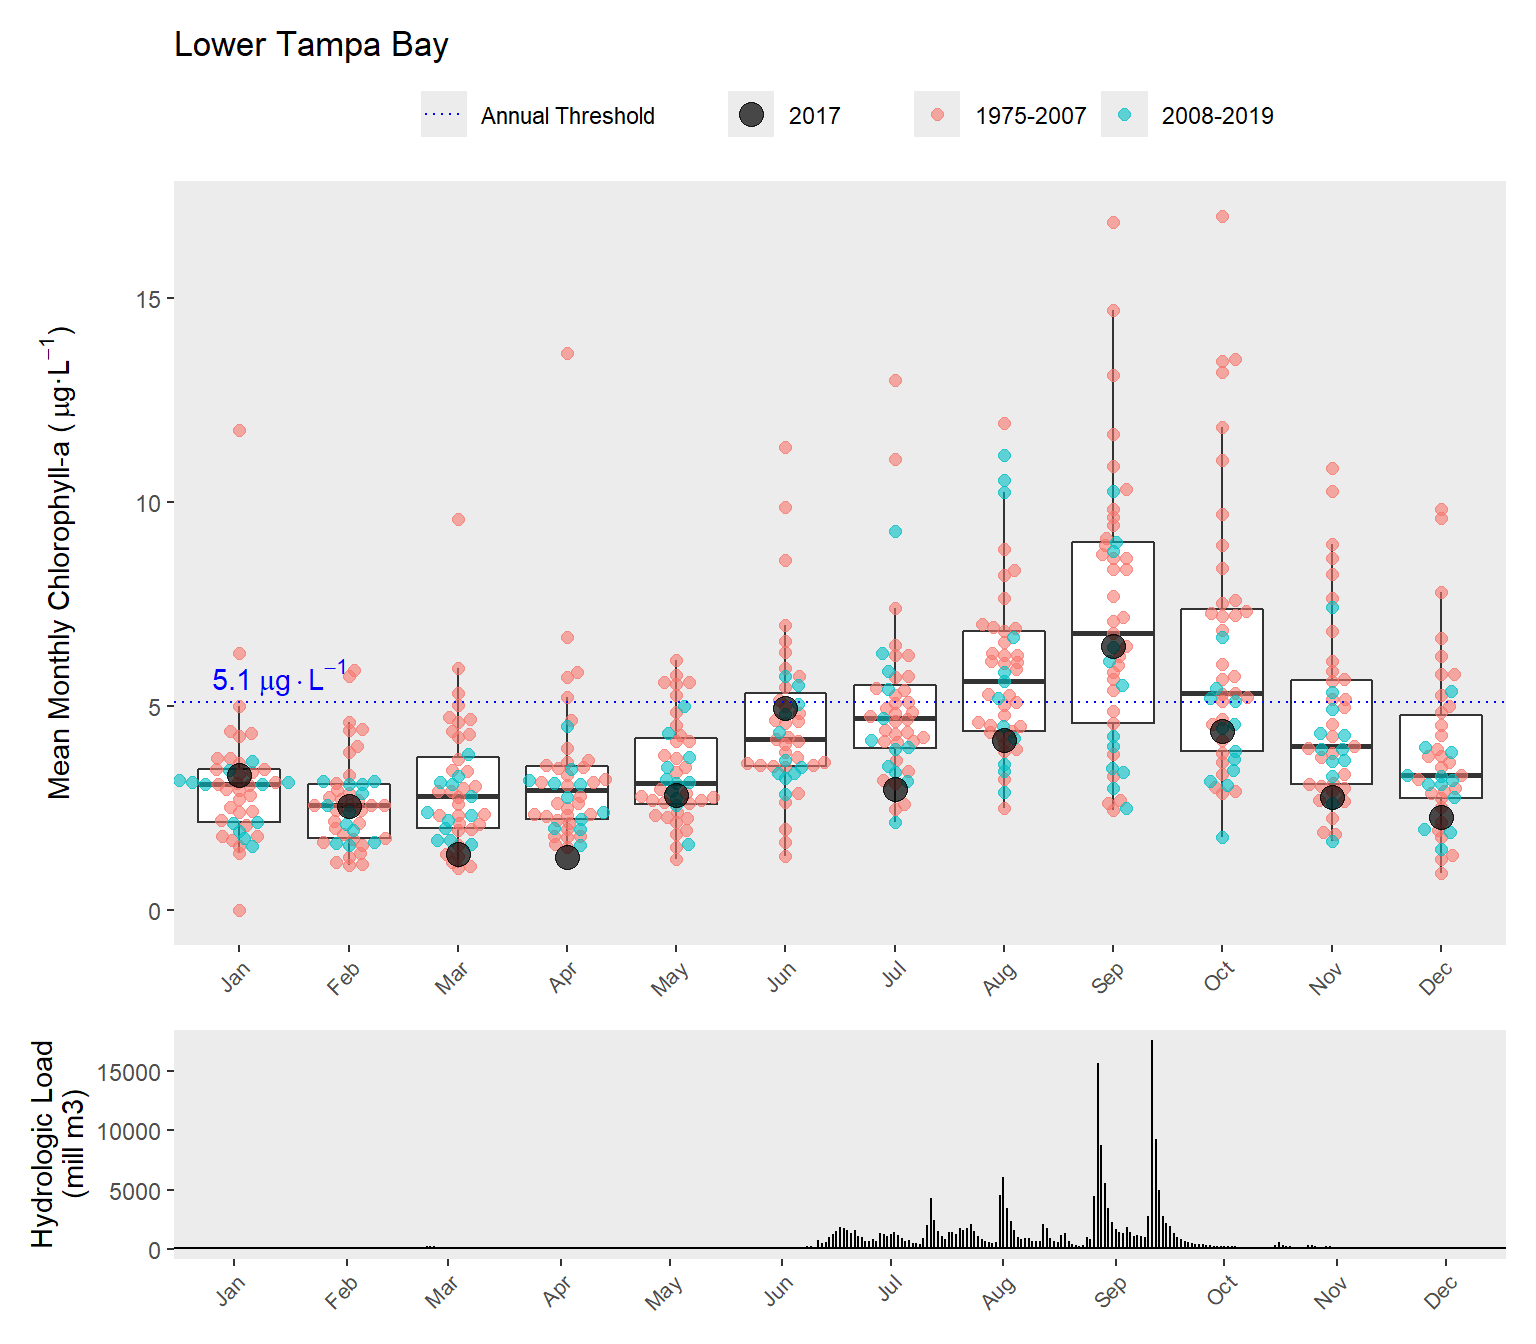 Lower Tampa Bay
Annual Threshold 2017 1975-2007 2008-2019
Mean Monthly Chlorophyll-a ( μg·L−1)
15
10
5
0
5.1 μg·L−1
Jan Feb Mar Apr May Jun Jul Aug Sep Oct Nov Dec
Hydrologic Load
(mill m3)
15000
10000
5000
0
Jan Feb Mar Apr May Jun Jul Aug Sep Oct Nov Dec